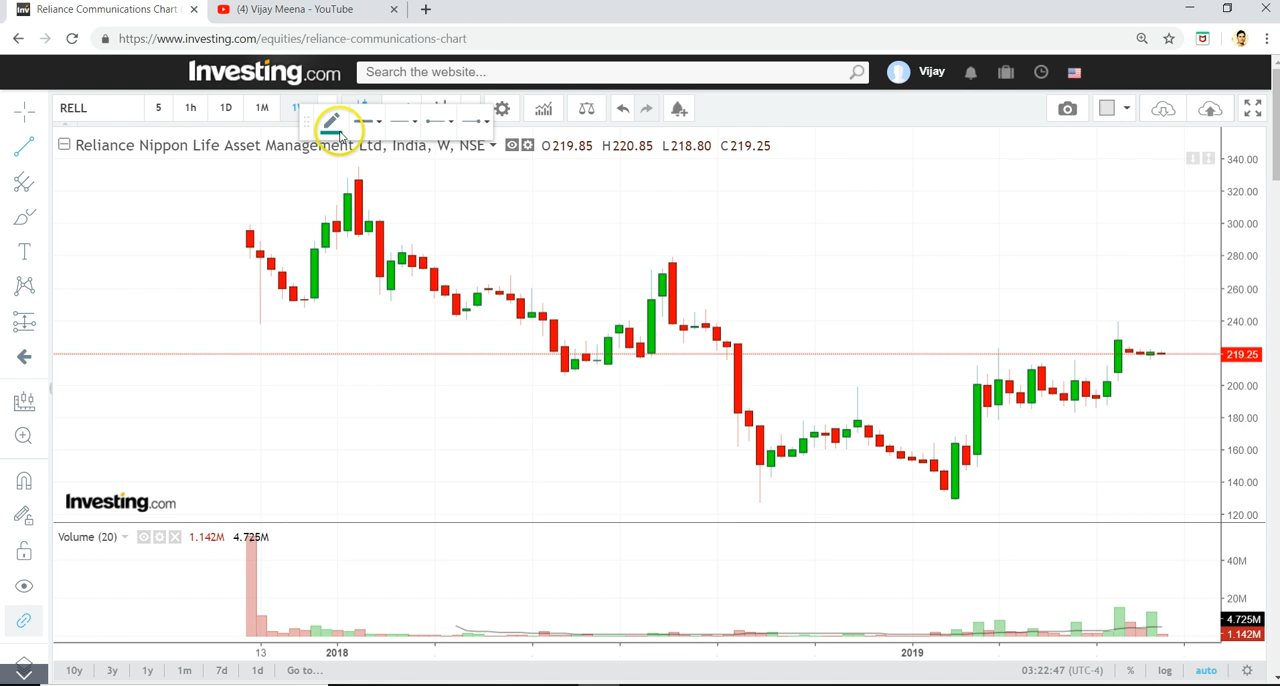 Reliance Communications Chart
(4) Vijay Meena - YouTube
https://www.investing.com/equities/reliance-communications-chart
Investing.com
Search the website...
Vijay
RELL 5 1h 1D 1M
Reliance Nippon Life Asset Management Ltd, India, W, NSE O219.85 H220.85 L218.80 C219.25
340.00
320.00
300.00
280.00
260.00
240.00
219.25
200.00
180.00
160.00
140.00
120.00
Investing.com
Volume (20) 1.142M 4.725M
40M
20M
4.725M
1.142M
13 2018 2019
10y 3y 1y 1m 7d 1d Go to... 03:22:47 (UTC-4) % log auto